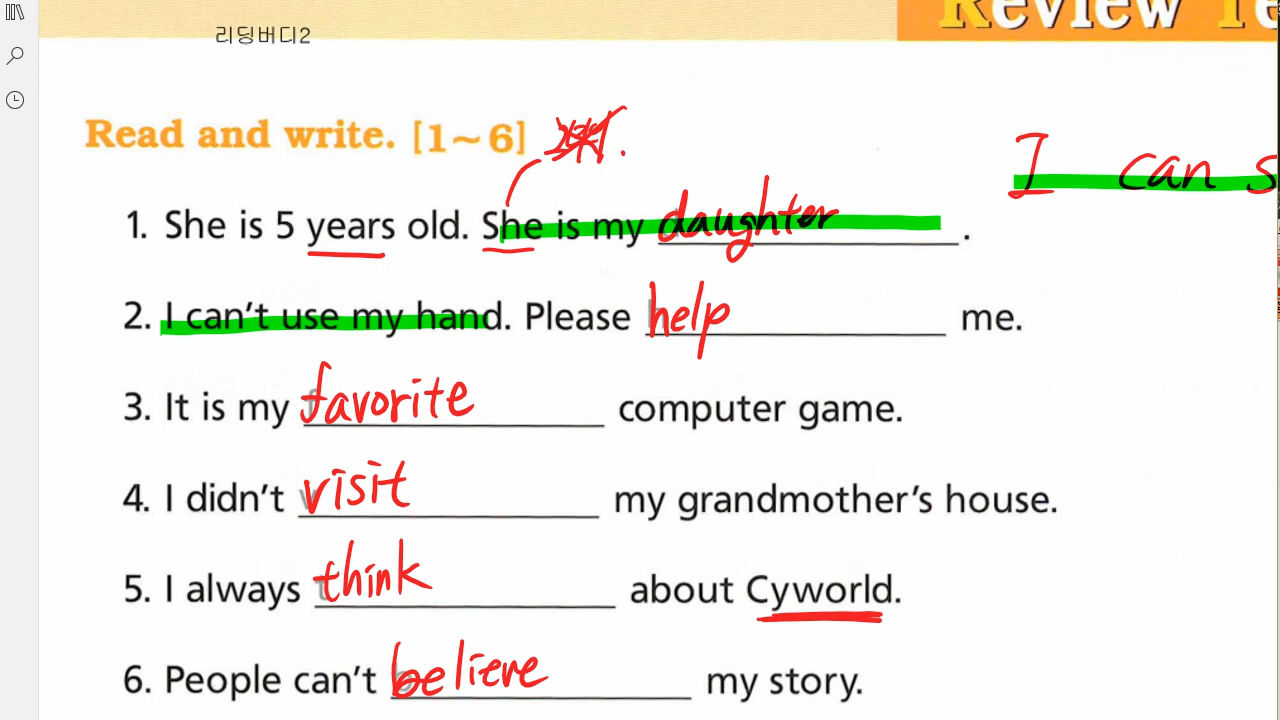 Review Te
리딩버디2
Read and write. [1~6]
I can s
1. She is 5 years old. She is my daughter.
2. I can't use my hand. Please help me.
3. It is my favorite computer game.
4. I didn't visit my grandmother's house.
5. I always think about Cyworld.
6. People can't believe my story.